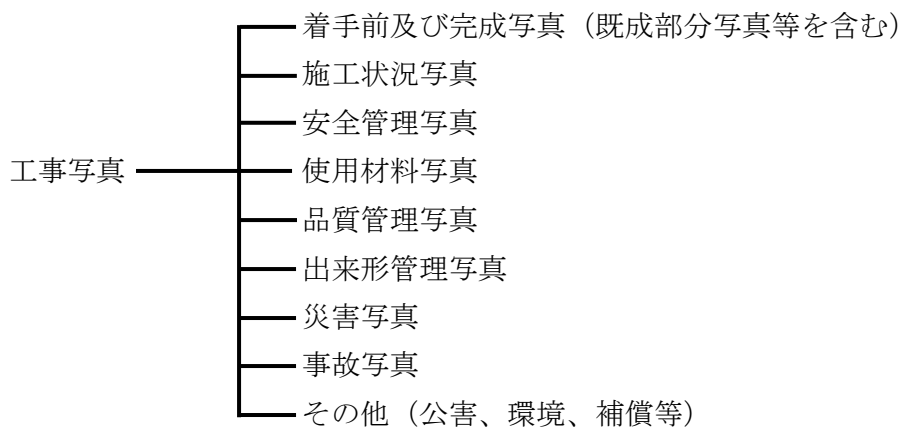 着手前及び完成写真（既成部分写真等を含む）
施工状況写真
安全管理写真
工事写真 使用材料写真
品質管理写真
出来形管理写真
災害写真
事故写真
その他（公害、環境、補償等）